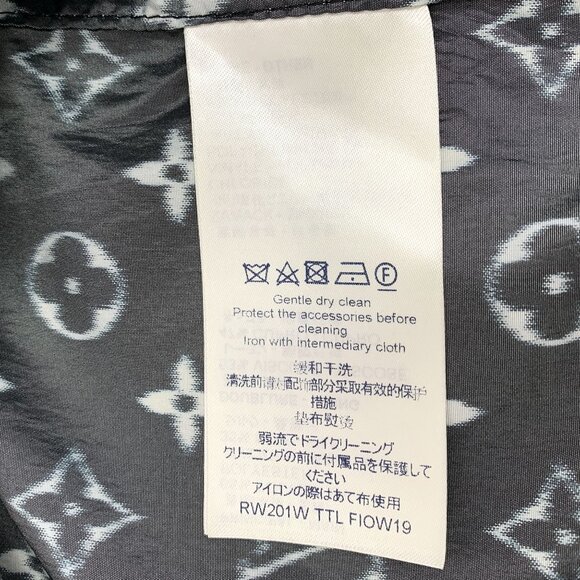 Gentle dry clean
Protect the accessories before
cleaning
Iron with intermediary cloth
缓和干洗
清洗前请对配饰部分采取有效的保护
措施
垫布熨烫
弱流でドライクリーニング
クリーニングの前に付属品を保護して
ください
アイロンの際はあて布使用
RW201W TTL FIOW19